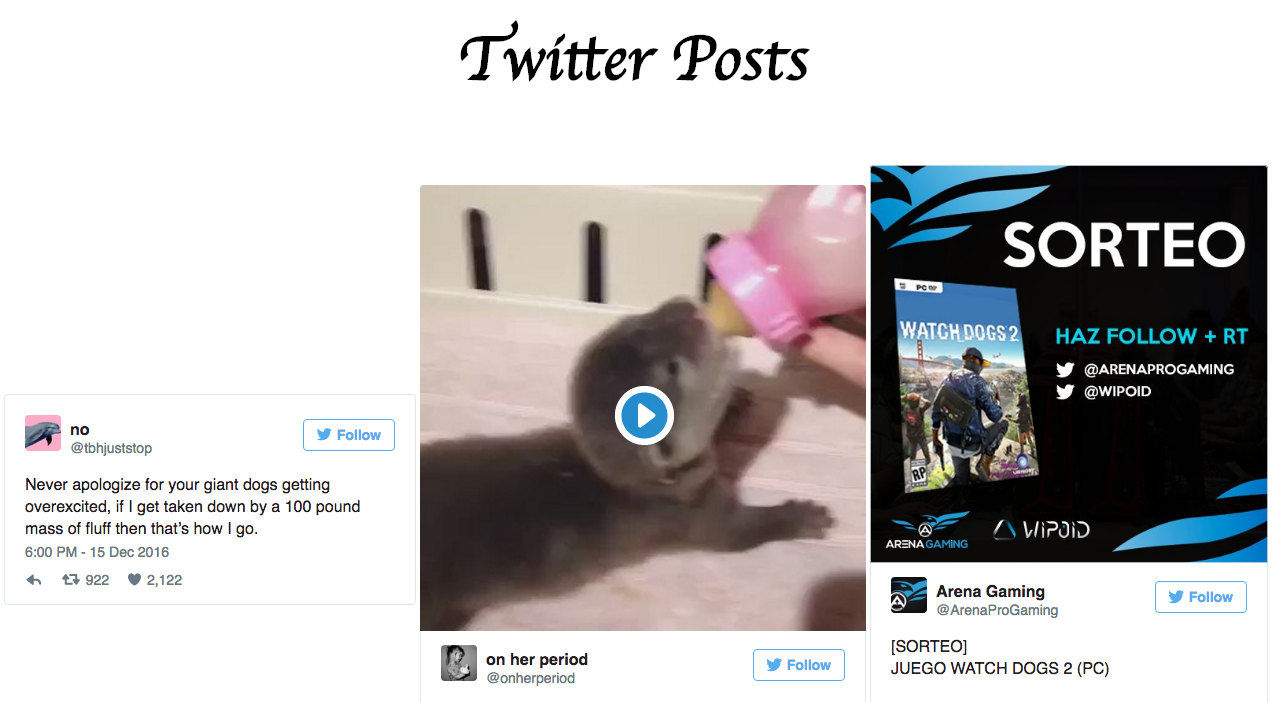 Twitter Posts
no
@tbhjuststop
Follow
Never apologize for your giant dogs getting
overexcited, if I get taken down by a 100 pound
mass of fluff then that’s how I go.
6:00 PM - 15 Dec 2016
922 2,122
on her period
@onherperiod
Follow
SORTEO
PC DVD
WATCH_DOGS 2
HAZ FOLLOW + RT
@ARENAPROGAMING
@WIPOID
RP
ARENA GAMING
WIPOID
Arena Gaming
@ArenaProGaming
Follow
[SORTEO]
JUEGO WATCH DOGS 2 (PC)